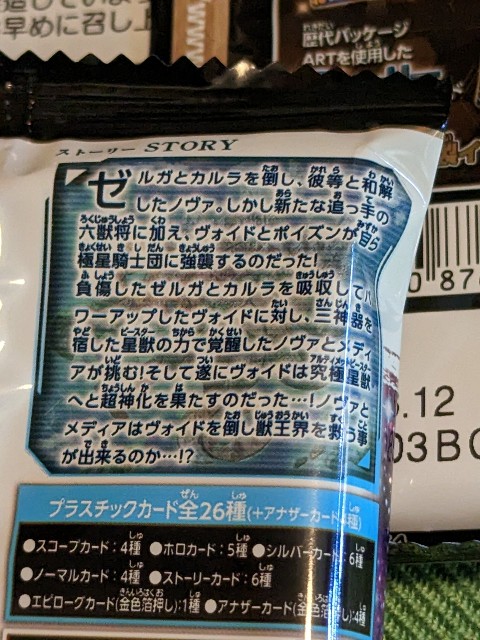 早めに召し上
WWW
歴代パッケージ
ARTを使用した
ストーリー STORY
ゼルガとカルラを倒し、彼等と和解
したノヴァ。しかし新たな追っ手の
六獣将に加え、ヴォイドとポイズンが自ら
極星騎士団に強襲するのだった!
負傷したゼルガとカルラを吸収してパ
ワーアップしたヴォイドに対し、三神器を
宿した星獣の力で覚醒したノヴァとメディ
アが挑む!そして遂にヴォイドは究極星獣
へと超神化を果たすのだった…!ノヴァと
メディアはヴォイドを倒し獣王界を救う事
が出来るのか…!?
.12
03BC
プラスチックカード全26種(+アナザーカード4種)
●スコープカード:4種 ●ホロカード:5種 ●シルバーカード:6種
●ノーマルカード:4種 ●ストーリーカード:6種
●エピローグカード(金色箔押し):1種 ●アナザーカード(金色箔押し):4種